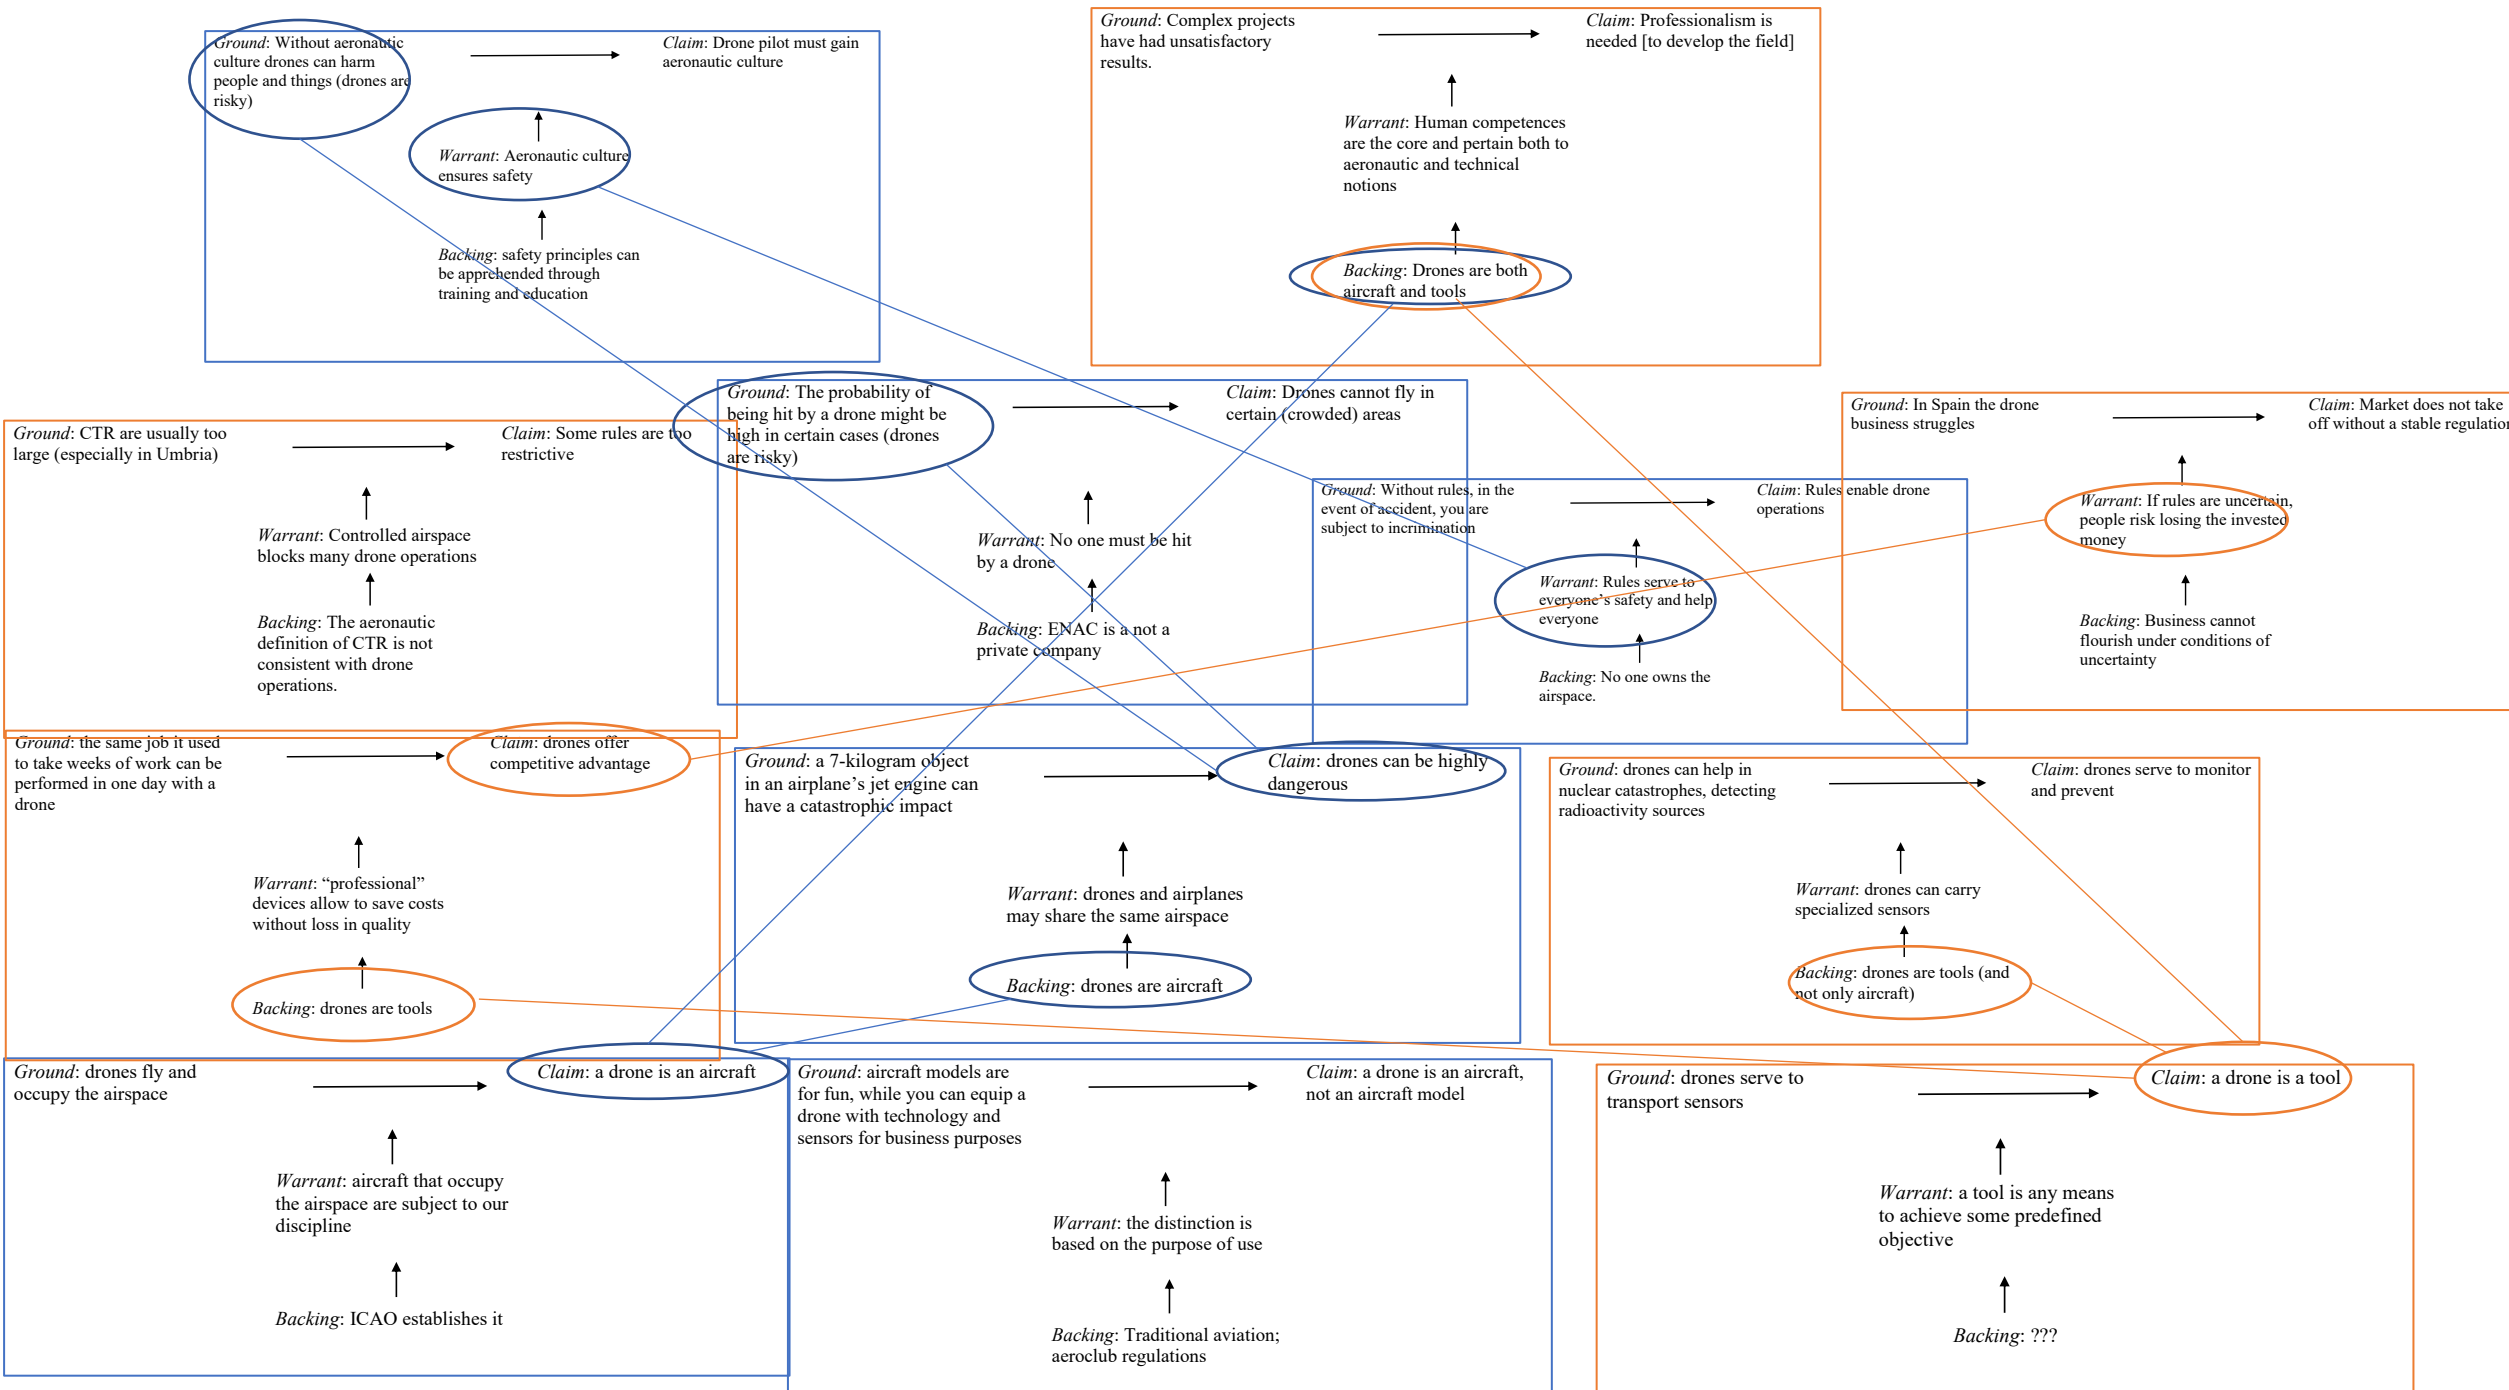 Ground: Without aeronautic
culture drones can harm
people and things (drones are
risky)
Claim: Drone pilot must gain
aeronautic culture
Warrant: Aeronautic culture
ensures safety
Backing: safety principles can
be apprehended through
training and education
Ground: Complex projects
have had unsatisfactory
results.
Claim: Professionalism is
needed [to develop the field]
Warrant: Human competences
are the core and pertain both to
aeronautic and technical
notions
Backing: Drones are both
aircraft and tools
Ground: CTR are usually too
large (especially in Umbria)
Claim: Some rules are too
restrictive
Warrant: Controlled airspace
blocks many drone operations
Backing: The aeronautic
definition of CTR is not
consistent with drone
operations.
Ground: The probability of
being hit by a drone might be
high in certain cases (drones
are risky)
Claim: Drones cannot fly in
certain (crowded) areas
Warrant: No one must be hit
by a drone
Backing: ENAC is a not a
private company
Ground: Without rules, in the
event of accident, you are
subject to incrimination
Claim: Rules enable drone
operations
Warrant: Rules serve to
everyone's safety and help
everyone
Backing: No one owns the
airspace.
Ground: In Spain the drone
business struggles
Claim: Market does not take
off without a stable regulation
Warrant: If rules are uncertain,
people risk losing the invested
money
Backing: Business cannot
flourish under conditions of
uncertainty
Ground: the same job it used
to take weeks of work can be
performed in one day with a
drone
Claim: drones offer
competitive advantage
Warrant: “professional”
devices allow to save costs
without loss in quality
Backing: drones are tools
Ground: a 7-kilogram object
in an airplane’s jet engine can
have a catastrophic impact
Claim: drones can be highly
dangerous
Warrant: drones and airplanes
may share the same airspace
Backing: drones are aircraft
Ground: drones can help in
nuclear catastrophes, detecting
radioactivity sources
Claim: drones serve to monitor
and prevent
Warrant: drones can carry
specialized sensors
Backing: drones are tools (and
not only aircraft)
Ground: drones fly and
occupy the airspace
Claim: a drone is an aircraft
Warrant: aircraft that occupy
the airspace are subject to our
discipline
Backing: ICAO establishes it
Ground: aircraft models are
for fun, while you can equip a
drone with technology and
sensors for business purposes
Claim: a drone is an aircraft,
not an aircraft model
Warrant: the distinction is
based on the purpose of use
Backing: Traditional aviation;
aeroclub regulations
Ground: drones serve to
transport sensors
Claim: a drone is a tool
Warrant: a tool is any means
to achieve some predefined
objective
Backing: ???